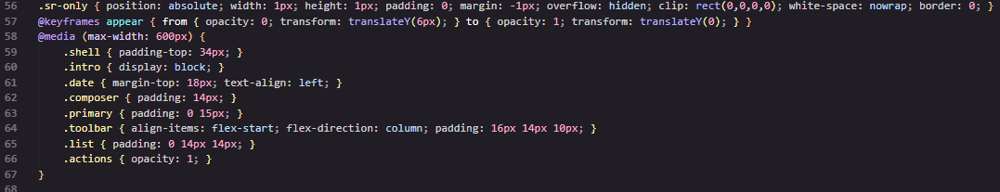 56 .sr-only { position: absolute; width: 1px; height: 1px; padding: 0; margin: -1px; overflow: hidden; clip: rect(0,0,0,0); white-space: nowrap; border: 0; }
57 @keyframes appear { from { opacity: 0; transform: translateY(6px); } to { opacity: 1; transform: translateY(0); } }
58 @media (max-width: 600px) {
59     .shell { padding-top: 34px; }
60     .intro { display: block; }
61     .date { margin-top: 18px; text-align: left; }
62     .composer { padding: 14px; }
63     .primary { padding: 0 15px; }
64     .toolbar { align-items: flex-start; flex-direction: column; padding: 16px 14px 10px; }
65     .list { padding: 0 14px 14px; }
66     .actions { opacity: 1; }
67 }
68